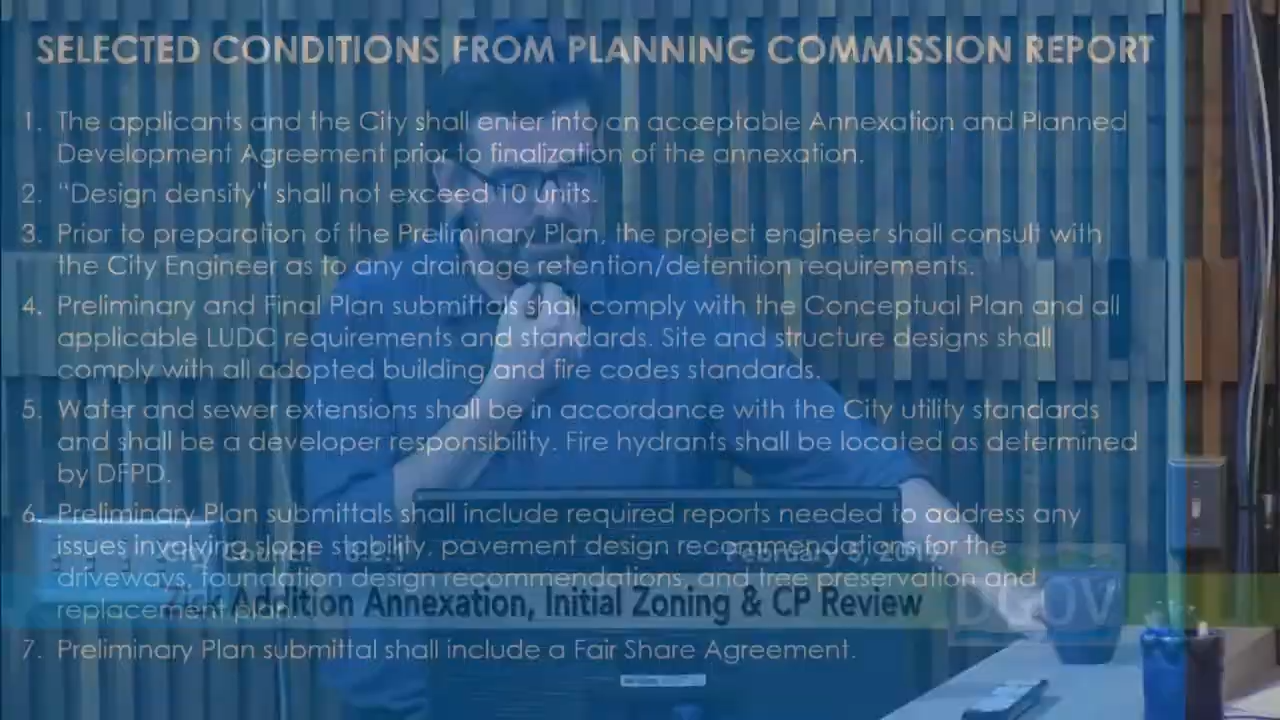 SELECTED CONDITIONS FROM PLANNING COMMISSION REPORT
1. The applicants and the City shall enter into an acceptable Annexation and Planned
Development Agreement prior to finalization of the annexation.
2. "Design density" shall not exceed 10 units.
3. Prior to preparation of the Preliminary Plan, the project engineer shall consult with
the City Engineer as to any drainage retention/detention requirements.
4. Preliminary and Final Plan submittals shall comply with the Conceptual Plan and all
applicable LUDC requirements and standards. Site and structure designs shall
comply with all adopted building and fire codes standards.
5. Water and sewer extensions shall be in accordance with the City utility standards
and shall be a developer responsibility. Fire hydrants shall be located as determined
by DFPD.
6. Preliminary Plan submittals shall include required reports needed to address any
issues involving slope stability, pavement design recommendations for the
driveways, foundation design recommendations, and tree preservation and
replacement plan.
February 5,
Addition Annexation, Initial Zoning & CP Review
DGOV
7. Preliminary Plan submittal shall include a Fair Share Agreement.